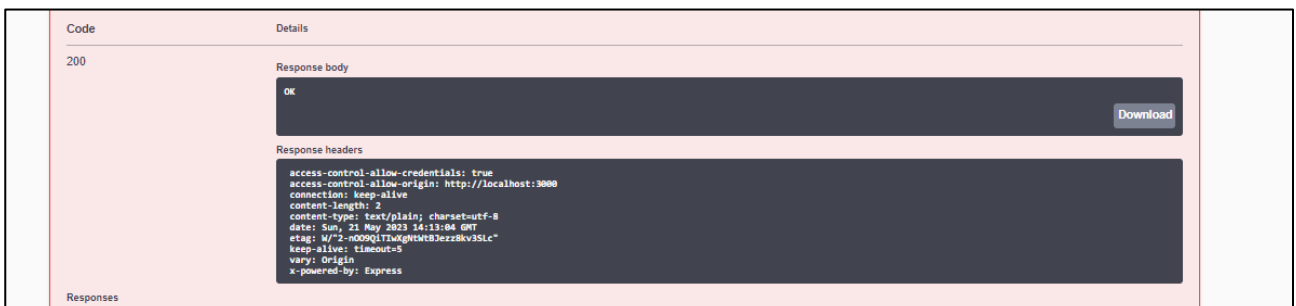 Code Details
200
Response body
OK
Download
Response headers
access-control-allow-credentials: true
access-control-allow-origin: http://localhost:3000
connection: keep-alive
content-length: 2
content-type: text/plain; charset=utf-8
date: Sun, 21 May 2023 14:13:04 GMT
etag: W/"2-nOO9QiTIwXgNtWtBJezz8kv3SLc"
keep-alive: timeout=5
vary: Origin
x-powered-by: Express
Responses